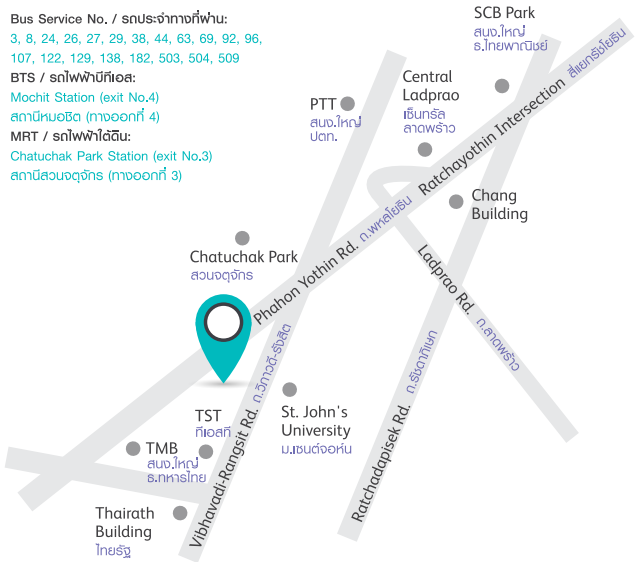 Bus Service No. / รถประจำทางที่ผ่าน:
3, 8, 24, 26, 27, 29, 38, 44, 63, 69, 92, 96,
107, 122, 129, 138, 182, 503, 504, 509
BTS / รถไฟฟ้าบีทีเอส:
Mochit Station (exit No.4)
สถานีหมอชิต (ทางออกที่ 4)
MRT / รถไฟฟ้าใต้ดิน:
Chatuchak Park Station (exit No.3)
สถานีสวนจตุจักร (ทางออกที่ 3)
SCB Park
สนง.ใหญ่
ธ.ไทยพาณิชย์
Central
Ladprao
เซ็นทรัล
ลาดพร้าว
PTT
สนง.ใหญ่
ปตท.
Ratchayothin Intersection สี่แยกรัชโยธิน
Chang
Building
Chatuchak Park
สวนจตุจักร
Phahon Yothin Rd. ถ.พหลโยธิน
Ladprao Rd. ถ.ลาดพร้าว
TST
ทีเอสที
St. John's
University
ม.เซนต์จอห์น
TMB
สนง.ใหญ่
ธ.ทหารไทย
Vibhavadi-Rangsit Rd. ถ.วิภาวดี-รังสิต
Ratchadapisek Rd. ถ.รัชดาภิเษก
Thairath
Building
ไทยรัฐ